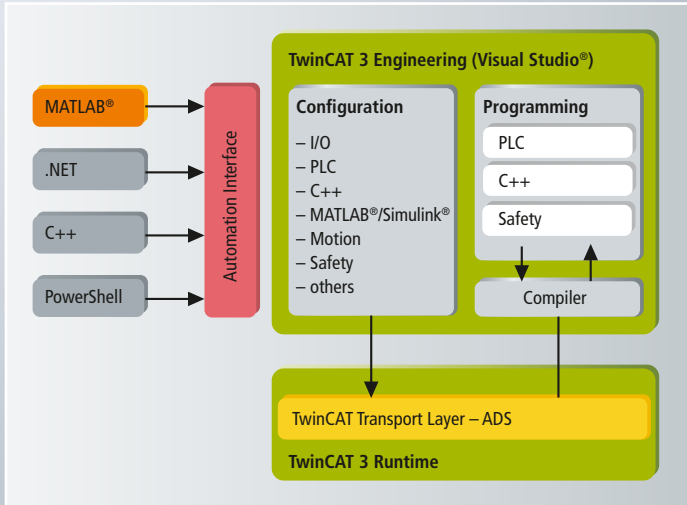 TwinCAT 3 Engineering (Visual Studio®)
MATLAB®
.NET
C++
PowerShell
Automation Interface
Configuration
– I/O
– PLC
– C++
– MATLAB®/Simulink®
– Motion
– Safety
– others
Programming
PLC
C++
Safety
Compiler
TwinCAT Transport Layer – ADS
TwinCAT 3 Runtime